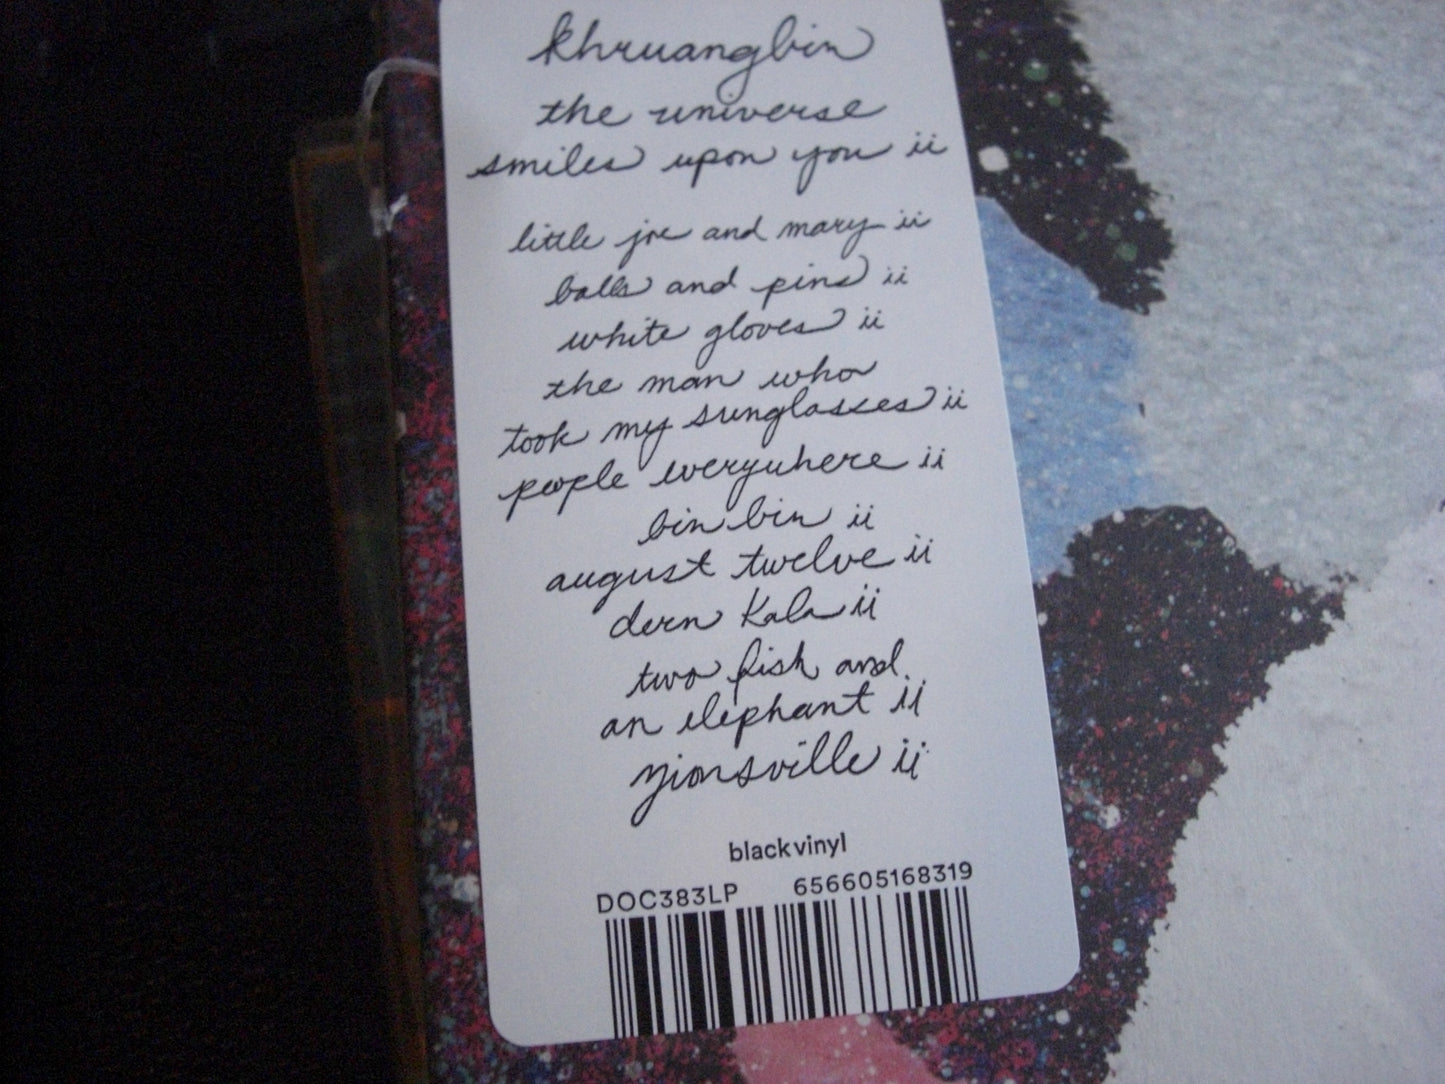 khruangbin
the universe
smiles upon you ii
little joe and mary ii
balls and pins ii
white gloves ii
the man who
took my sunglasses ii
people everywhere ii
bin bin ii
august twelve ii
dern kala ii
two fish and
an elephant ii
zionsville ii
black vinyl
DOC383LP 656605168319